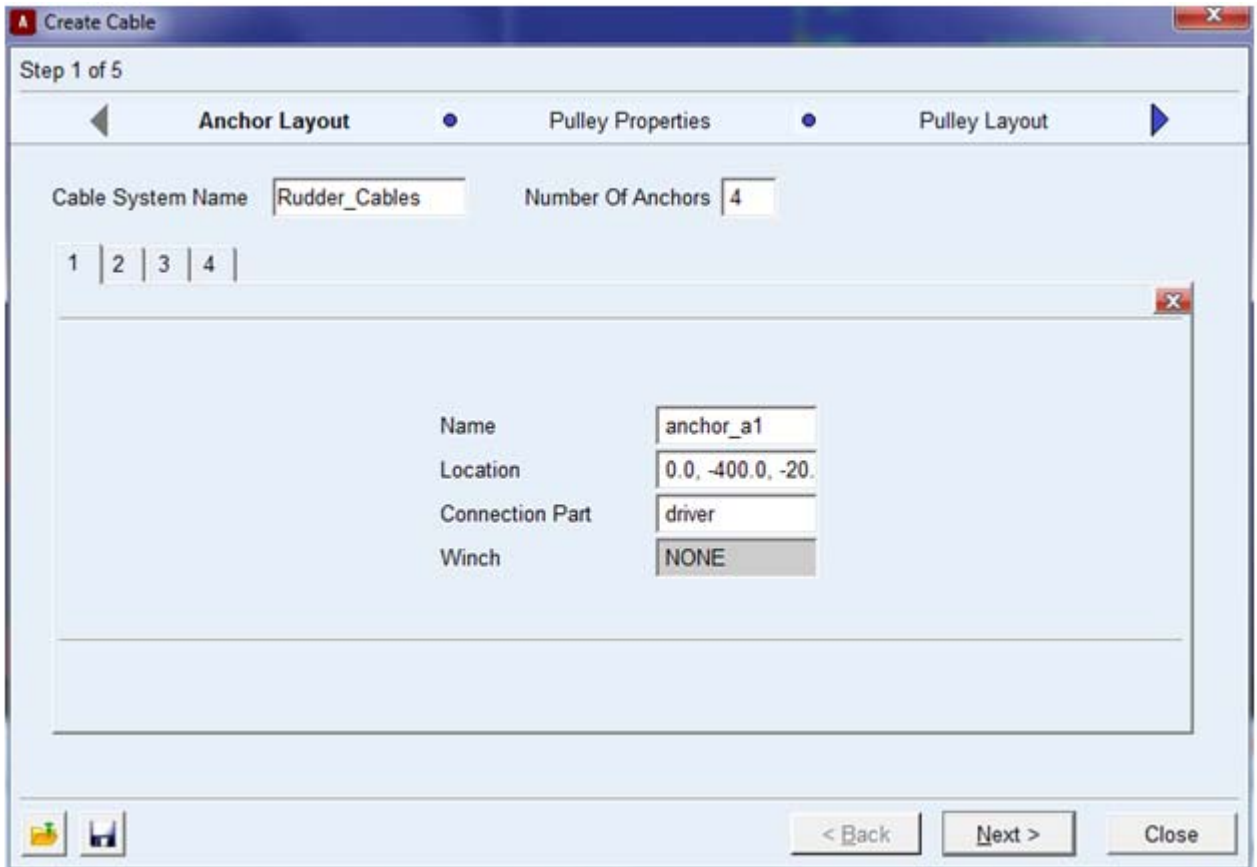 A Create Cable
Step 1 of 5
Anchor Layout Pulley Properties Pulley Layout
Cable System Name Rudder_Cables Number Of Anchors 4
1 2 3 4
Name anchor_a1
Location 0.0, -400.0, -20.
Connection Part driver
Winch NONE
< Back Next > Close